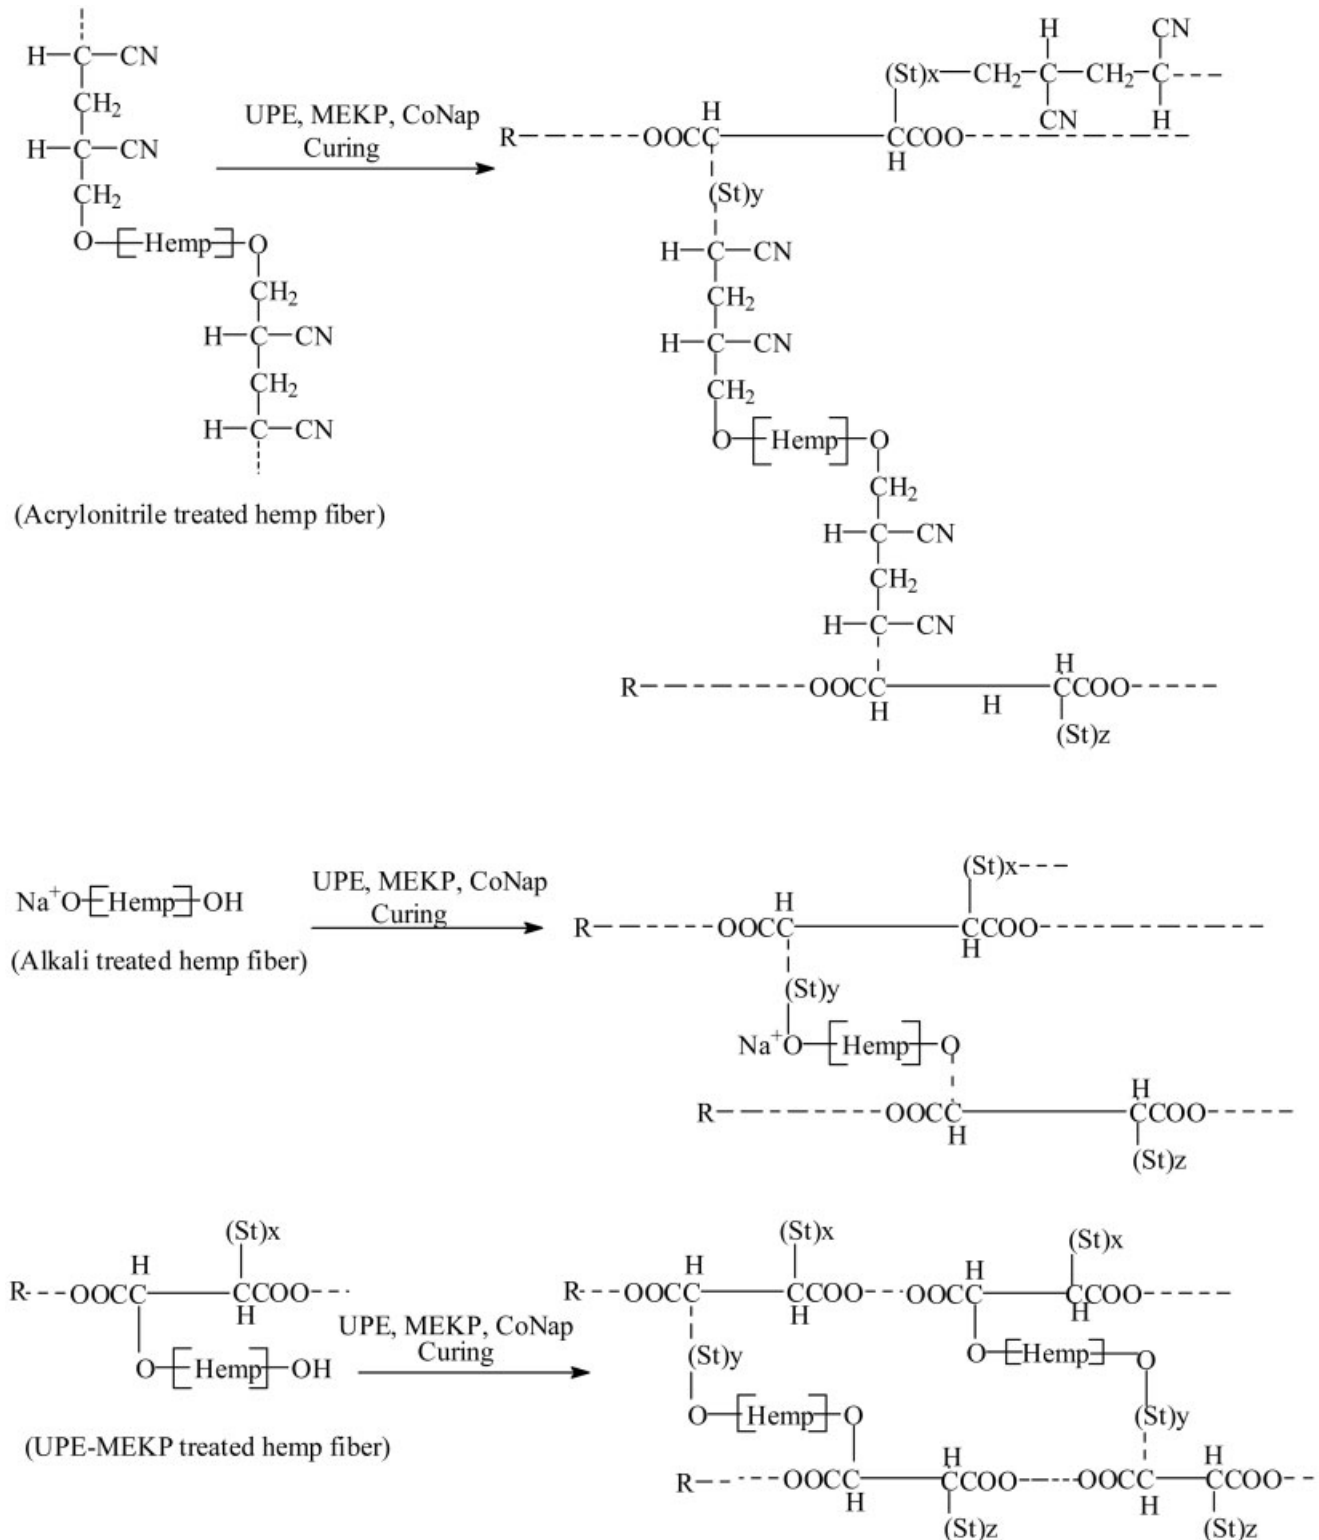 H—C—CN
CH₂
H—C—CN
CH₂
O—[Hemp]—O
CH₂
H—C—CN
CH₂
H—C—CN
(Acrylonitrile treated hemp fiber)
UPE, MEKP, CoNap
Curing
H CN
(St)x—CH₂—C—CH₂—C---
CN H
H
R------OOCC—CCOO------
H
(St)y
H—C—CN
CH₂
H—C—CN
CH₂
O—[Hemp]—O
CH₂
H—C—CN
CH₂
H—C—CN
H
R------OOCC—CCOO-----
H H
(St)z
Na⁺O—[Hemp]—OH
(Alkali treated hemp fiber)
UPE, MEKP, CoNap
Curing
(St)x---
H
R------OOCC—CCOO------
H
(St)y
Na⁺O—[Hemp]—O
H
R------OOCC—CCOO-----
H
(St)z
(St)x
H
R---OOCC—CCOO---
H
O—[Hemp]—OH
(UPE-MEKP treated hemp fiber)
UPE, MEKP, CoNap
Curing
(St)x (St)x
H H
R---OOCC—CCOO----OOCC—CCOO-----
H H
(St)y O—[Hemp]—O
O—[Hemp]—O (St)y
H H
R-----OOCC—CCOO------OOCC—CCOO---
H H
(St)z (St)z